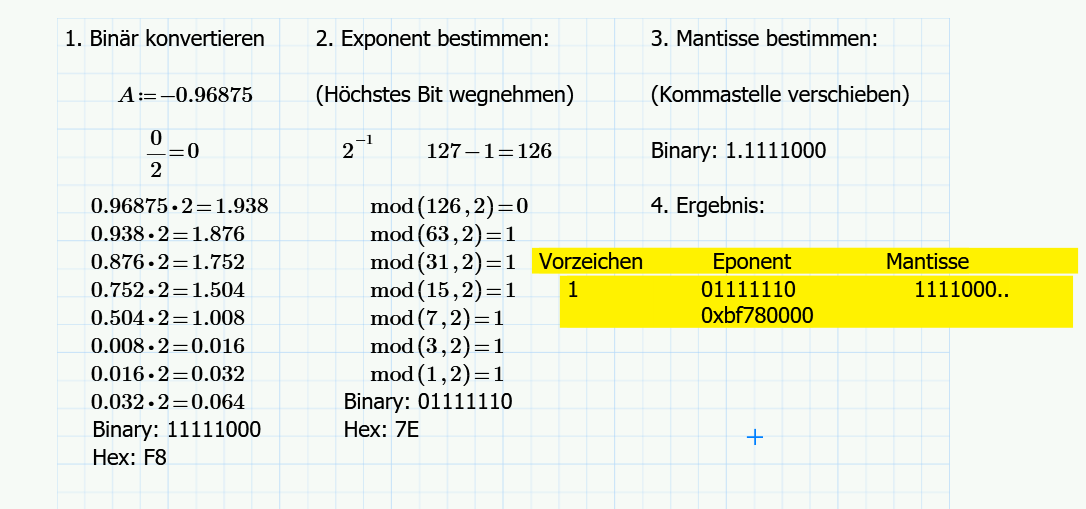 1. Binär konvertieren
A:=−0.96875
0/2=0
0.96875·2=1.938
0.938·2=1.876
0.876·2=1.752
0.752·2=1.504
0.504·2=1.008
0.008·2=0.016
0.016·2=0.032
0.032·2=0.064
Binary: 11111000
Hex: F8
2. Exponent bestimmen:
(Höchstes Bit wegnehmen)
2⁻¹ 127−1=126
mod(126,2)=0
mod(63,2)=1
mod(31,2)=1
mod(15,2)=1
mod(7,2)=1
mod(3,2)=1
mod(1,2)=1
Binary: 01111110
Hex: 7E
3. Mantisse bestimmen:
(Kommastelle verschieben)
Binary: 1.1111000
4. Ergebnis:
Vorzeichen Eponent Mantisse
1 01111110 1111000..
0xbf780000